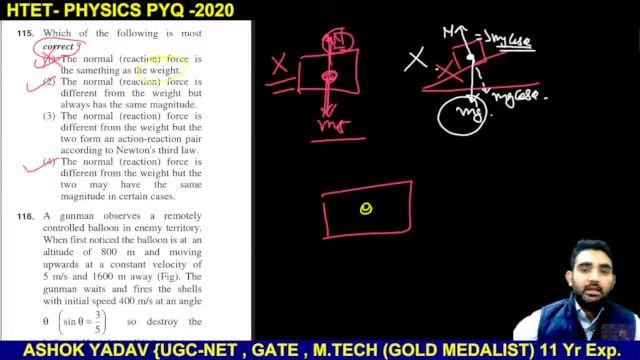 HTET- PHYSICS PYQ -2020
115. Which of the following is most
correct ?
(1) The normal (reaction) force is
the samething as the weight.
(2) The normal (reaction) force is
different from the weight but
always has the same magnitude.
(3) The normal (reaction) force is
different from the weight but the
two form an action-reaction pair
according to Newton's third law.
(4) The normal (reaction) force is
different from the weight but the
two may have the same
magnitude in certain cases.
116. A gunman observes a remotely
controlled balloon in enemy territory.
When first noticed the balloon is at an
altitude of 800 m and moving
upwards at a constant velocity of
5 m/s and 1600 m away (Fig). The
gunman waits and fires the shells
with initial speed 400 m/s at an angle
θ (sin θ = 3/5) so destroy the
N
mg
N
mg
mgcosθ.
ASHOK YADAV {UGC-NET , GATE , M.TECH (GOLD MEDALIST) 11 Yr Exp.